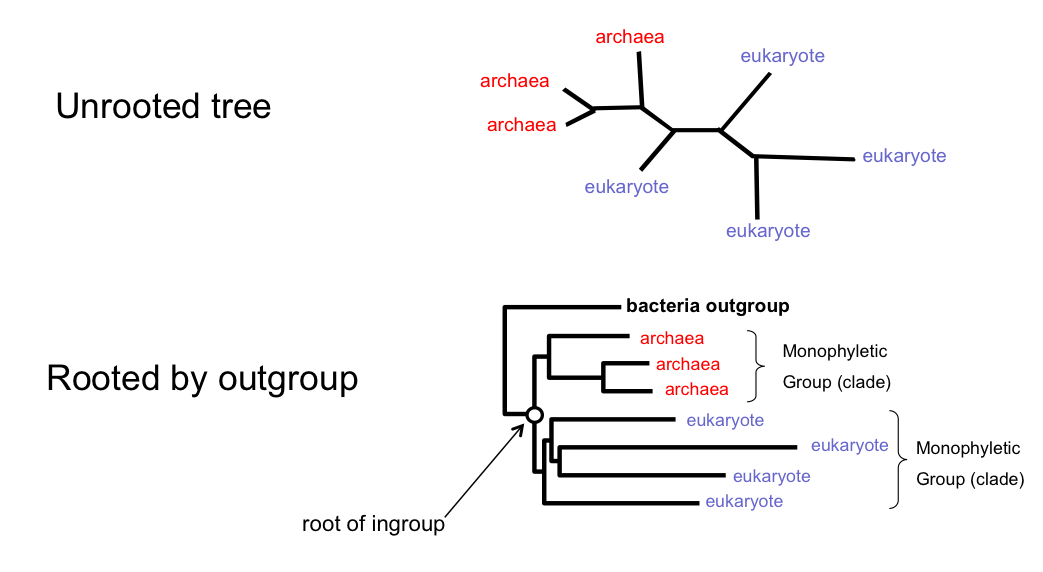 archaea
eukaryote
archaea
Unrooted tree
archaea
eukaryote
eukaryote
eukaryote
bacteria outgroup
archaea
Monophyletic
archaea
Rooted by outgroup
Group (clade)
archaea
eukaryote
eukaryote
Monophyletic
eukaryote
Group (clade)
eukaryote
root of ingroup